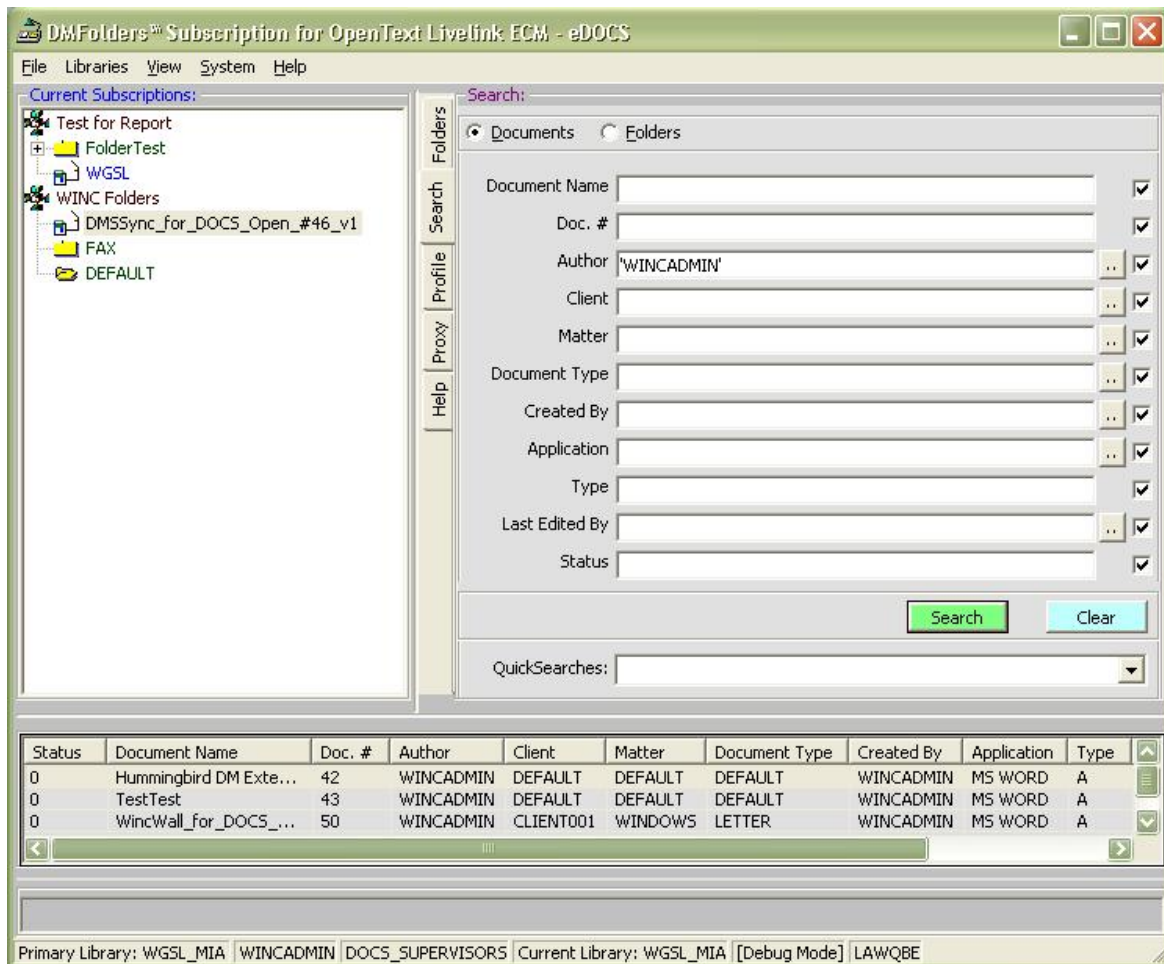 DMFolders™ Subscription for OpenText Livelink ECM - eDOCS
File Libraries View System Help
Current Subscriptions:
Test for Report
FolderTest
WGSL
WINC Folders
DMSSync_for_DOCS_Open_#46_v1
FAX
DEFAULT
Folders
Search
Profile
Proxy
Help
Search:
Documents Folders
Document Name
Doc. #
Author 'WINCADMIN' ..
Client ..
Matter ..
Document Type ..
Created By ..
Application ..
Type
Last Edited By ..
Status
Search Clear
QuickSearches:
Status Document Name Doc. # Author Client Matter Document Type Created By Application Type
0 Hummingbird DM Exte... 42 WINCADMIN DEFAULT DEFAULT DEFAULT WINCADMIN MS WORD A
0 TestTest 43 WINCADMIN DEFAULT DEFAULT DEFAULT WINCADMIN MS WORD A
0 WincWall_for_DOCS_... 50 WINCADMIN CLIENT001 WINDOWS LETTER WINCADMIN MS WORD A
Primary Library: WGSL_MIA WINCADMIN DOCS_SUPERVISORS Current Library: WGSL_MIA [Debug Mode] LAWQBE